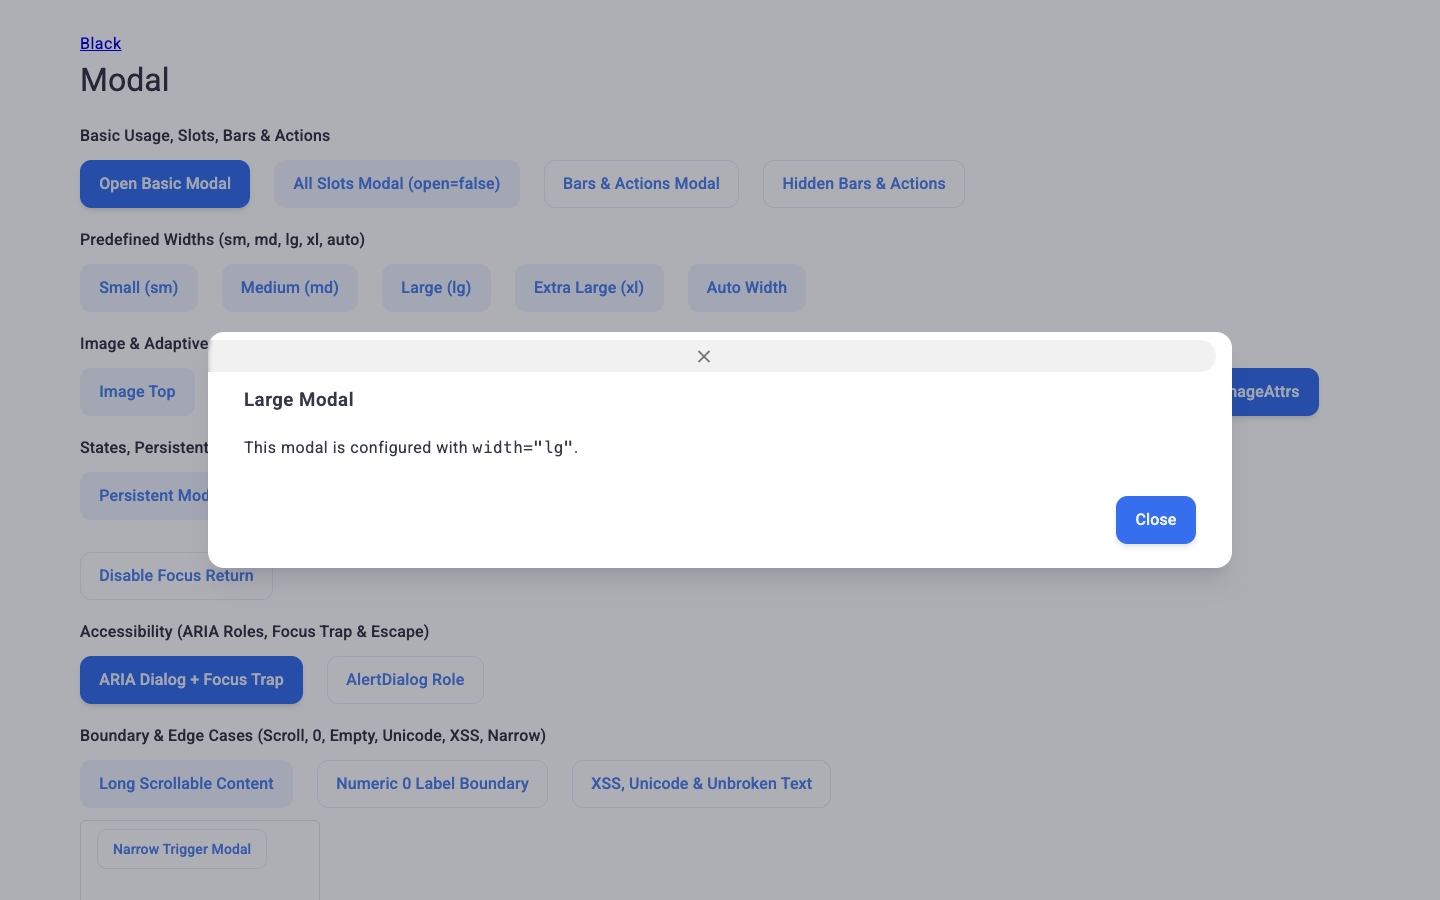 Black
Modal
Basic Usage, Slots, Bars & Actions
Open Basic Modal
All Slots Modal (open=false)
Bars & Actions Modal
Hidden Bars & Actions
Predefined Widths (sm, md, lg, xl, auto)
Small (sm)
Medium (md)
Large (lg)
Extra Large (xl)
Auto Width
Image & Adaptive
Image Top
nageAttrs
Large Modal
This modal is configured with width="lg".
Close
States, Persistent
Persistent Mod
Disable Focus Return
Accessibility (ARIA Roles, Focus Trap & Escape)
ARIA Dialog + Focus Trap
AlertDialog Role
Boundary & Edge Cases (Scroll, 0, Empty, Unicode, XSS, Narrow)
Long Scrollable Content
Numeric 0 Label Boundary
XSS, Unicode & Unbroken Text
Narrow Trigger Modal